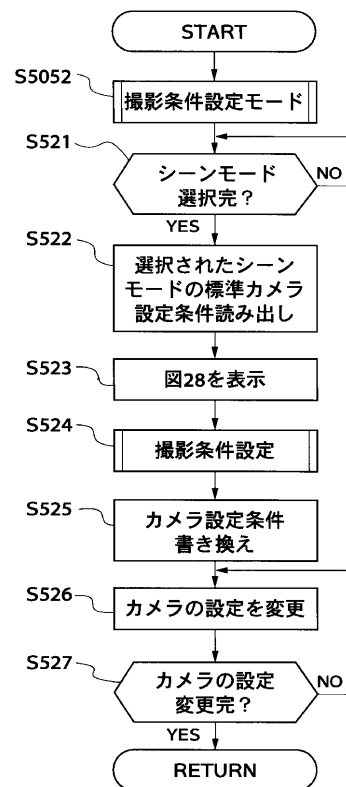 START
S5052
撮影条件設定モード
S521
シーンモード
選択完？
NO
YES
S522
選択されたシーン
モードの標準カメラ
設定条件読み出し
S523
図28を表示
S524
撮影条件設定
S525
カメラ設定条件
書き換え
S526
カメラの設定を変更
S527
カメラの設定
変更完？
NO
YES
RETURN